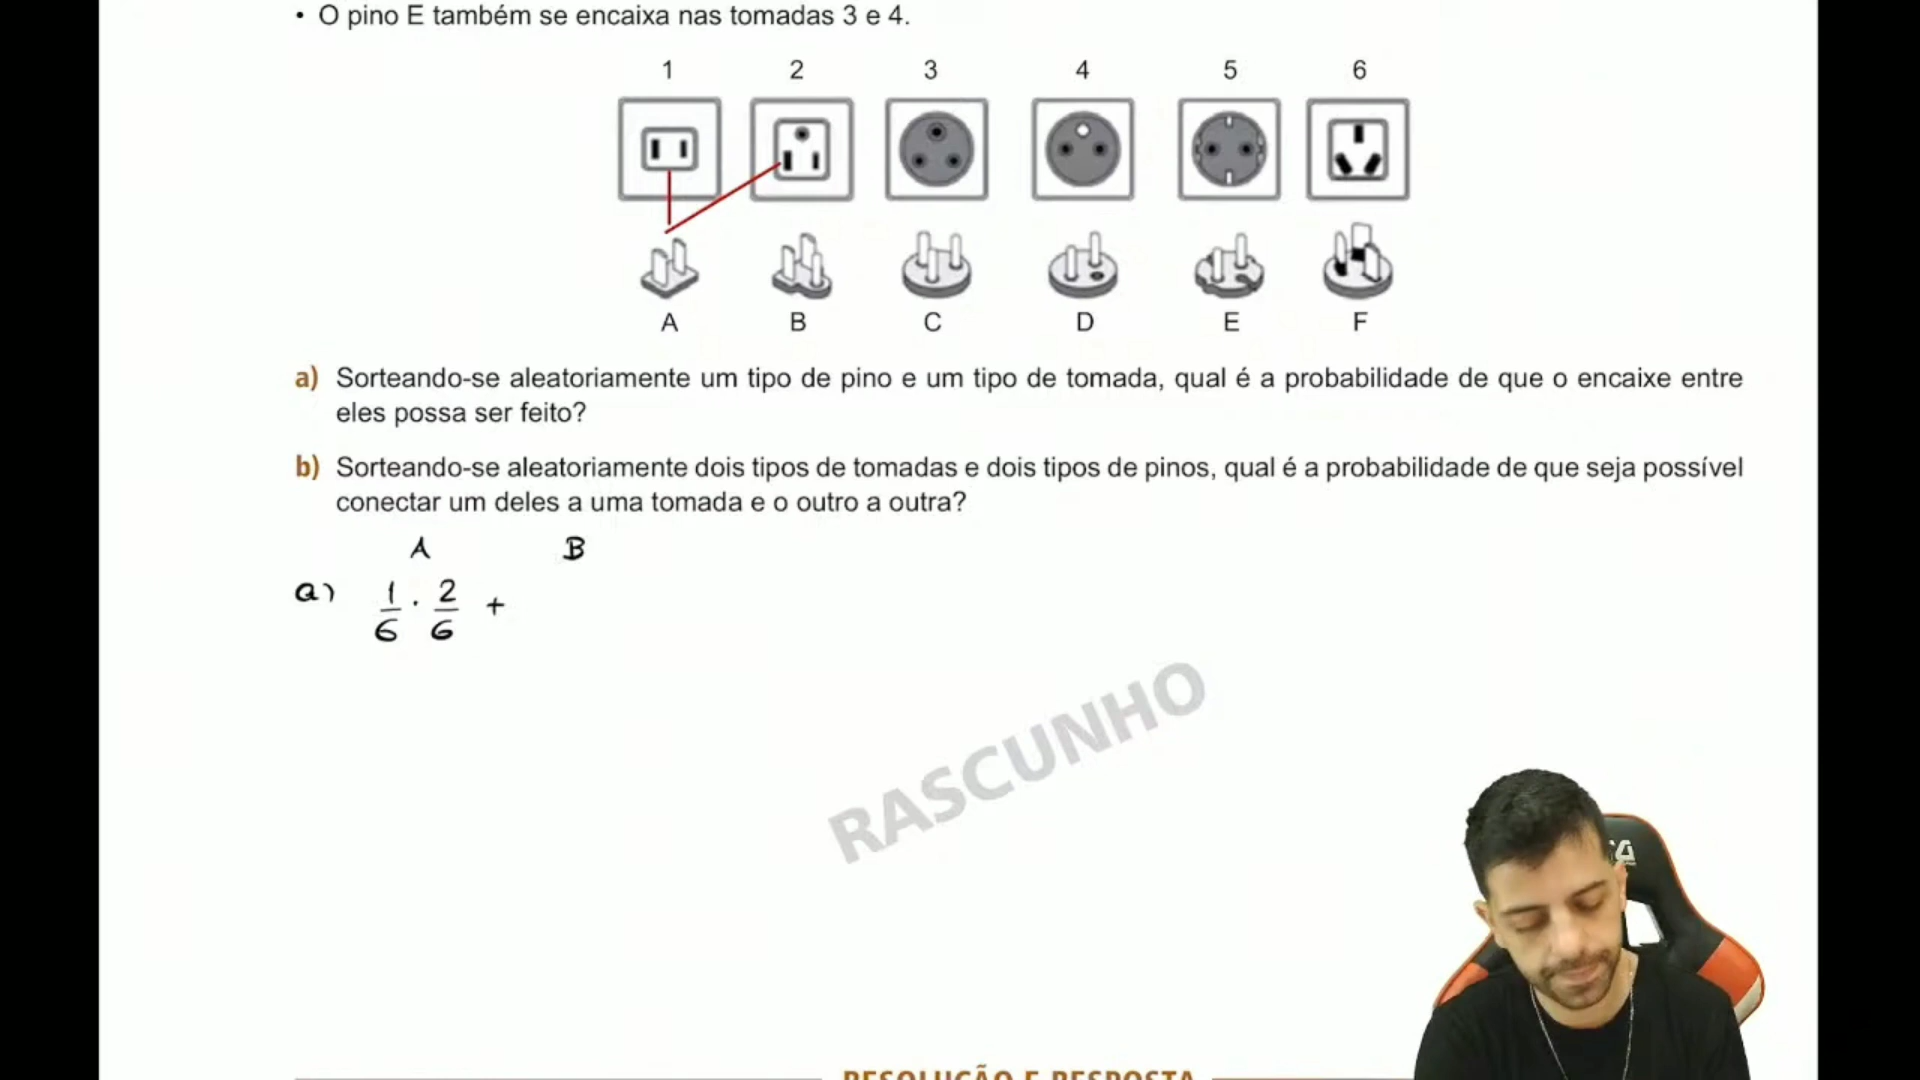 • O pino E também se encaixa nas tomadas 3 e 4.
1 2 3 4 5 6
A B C D E F
a) Sorteando-se aleatoriamente um tipo de pino e um tipo de tomada, qual é a probabilidade de que o encaixe entre
eles possa ser feito?
b) Sorteando-se aleatoriamente dois tipos de tomadas e dois tipos de pinos, qual é a probabilidade de que seja possível
conectar um deles a uma tomada e o outro a outra?
A B
a) 1/6 · 2/6 +
RASCUNHO
RESOLUÇÃO E RESPOSTA